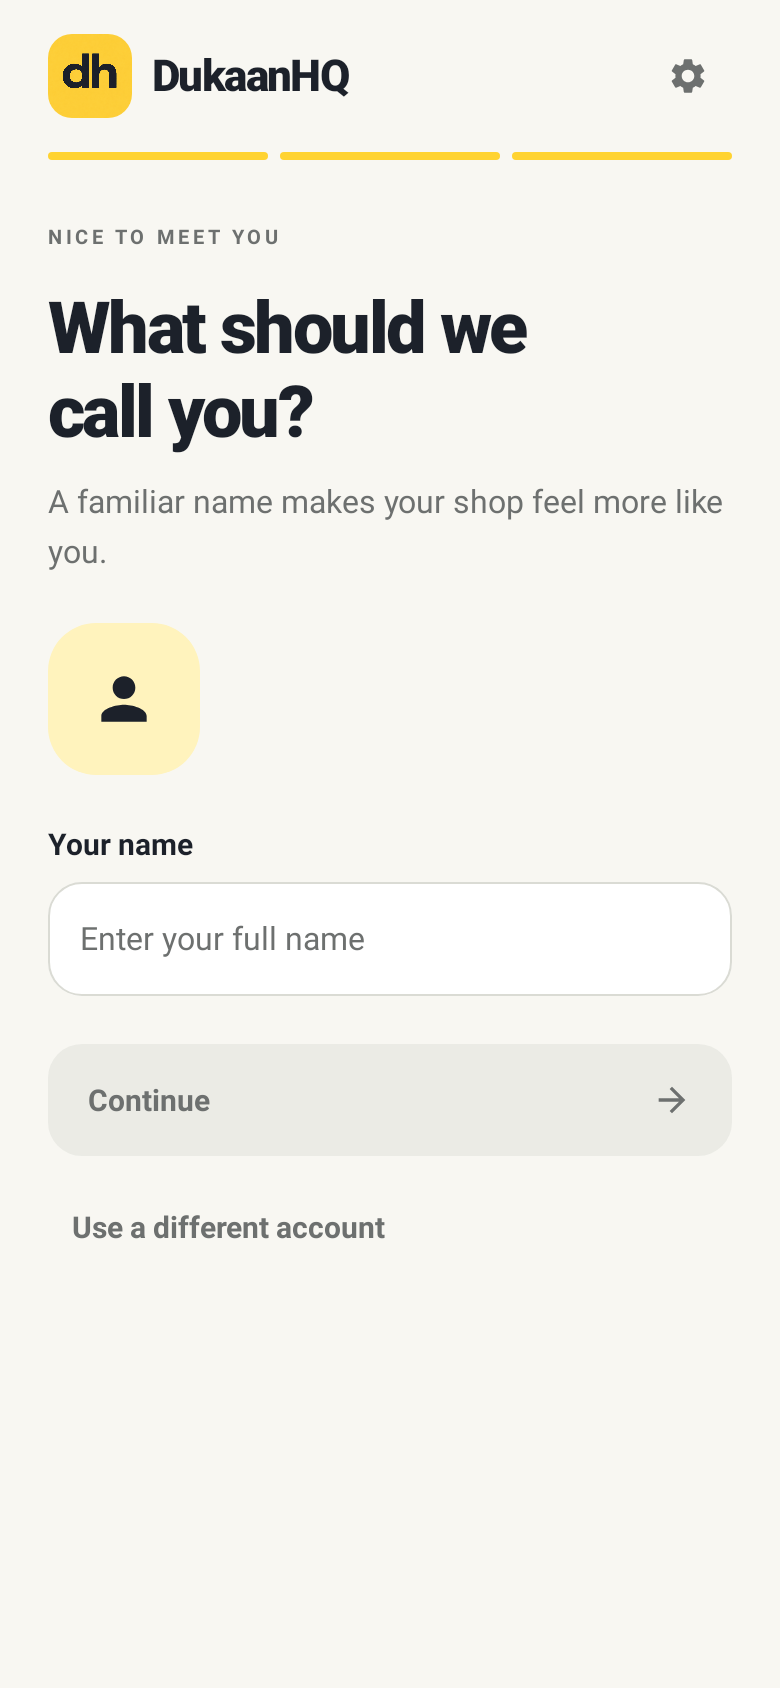 dh DukaanHQ
NICE TO MEET YOU
What should we
call you?
A familiar name makes your shop feel more like
you.
Your name
Enter your full name
Continue
Use a different account